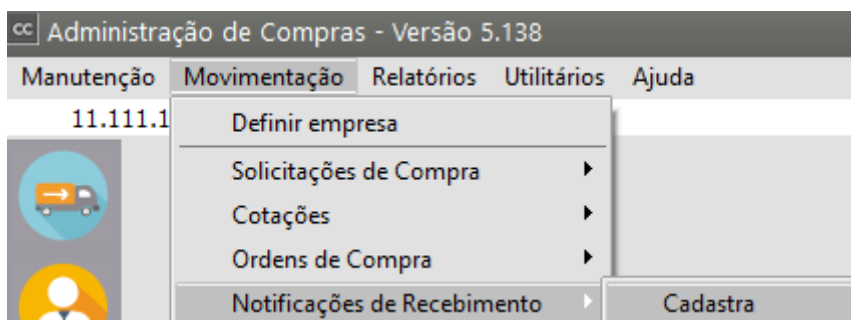 cc Administração de Compras - Versão 5.138
Manutenção Movimentação Relatórios Utilitários Ajuda
11.111.1
Definir empresa
Solicitações de Compra
Cotações
Ordens de Compra
Notificações de Recebimento Cadastra